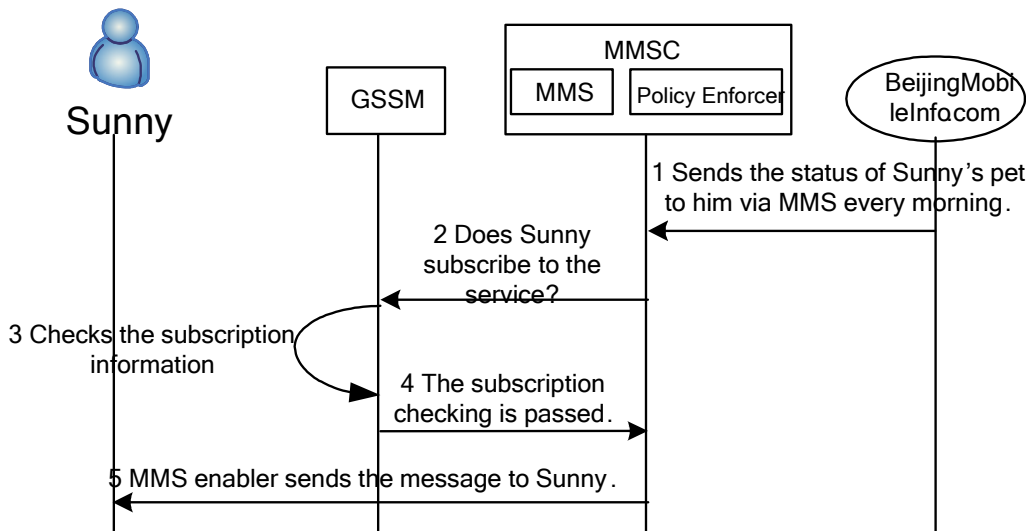 Sunny
GSSM
MMSC
MMS
Policy Enforcer
BeijingMobi
leInfo.com
1 Sends the status of Sunny's pet
to him via MMS every morning.
2 Does Sunny
subscribe to the
service?
3 Checks the subscription
information
4 The subscription
checking is passed.
5 MMS enabler sends the message to Sunny.